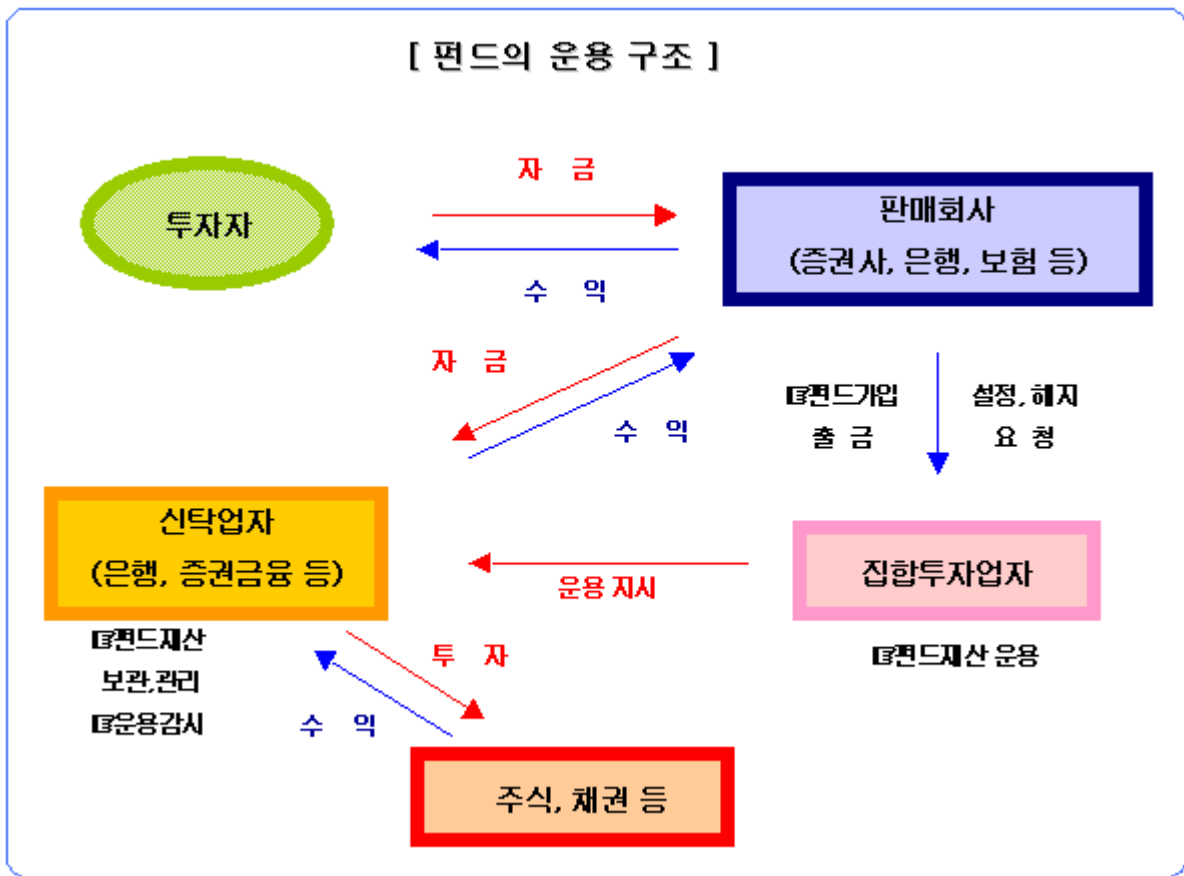 [ 펀드의 운용 구조 ]
자 금
투자자
판매회사
(증권사, 은행, 보험 등)
수 익
자 금
수 익
☞펀드가입
출 금
설정, 해지
요 청
신탁업자
(은행, 증권금융 등)
운용 지시
집합투자업자
☞펀드재산
보관,관리
☞운용감시
투 자
수 익
☞펀드재산 운용
주식, 채권 등